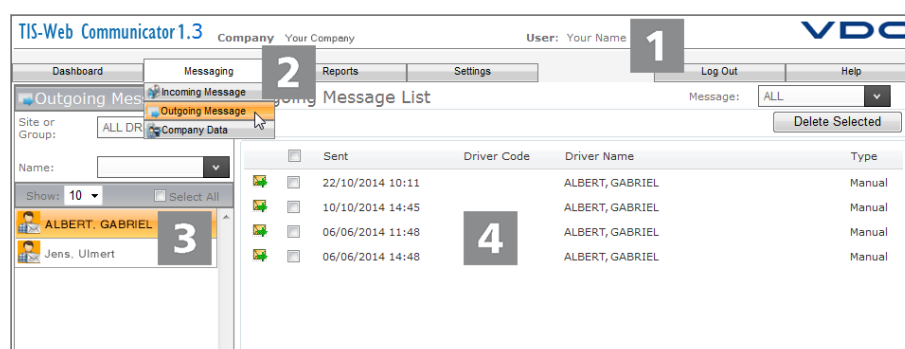 TIS-Web Communicator 1.3 Company Your Company User: Your Name 1 VDO
Dashboard Messaging 2 Reports Settings Log Out Help
Incoming Message
Outgoing Message
Company Data
Outgoing Mes
ing Message List Message: ALL
Site or Group: ALL DR
Delete Selected
Name:
Show: 10 Select All
ALBERT, GABRIEL
Jens, Ulmert
3
Sent Driver Code Driver Name Type
22/10/2014 10:11 ALBERT, GABRIEL Manual
10/10/2014 14:45 ALBERT, GABRIEL Manual
06/06/2014 11:48 ALBERT, GABRIEL Manual
06/06/2014 14:48 ALBERT, GABRIEL Manual
4